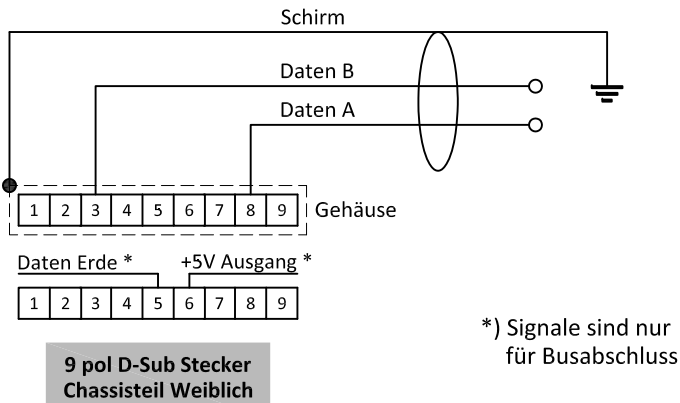 Schirm
Daten B
Daten A
1 2 3 4 5 6 7 8 9
Gehäuse
Daten Erde *
+5V Ausgang *
1 2 3 4 5 6 7 8 9
*) Signale sind nur
für Busabschluss
9 pol D-Sub Stecker
Chassisteil Weiblich